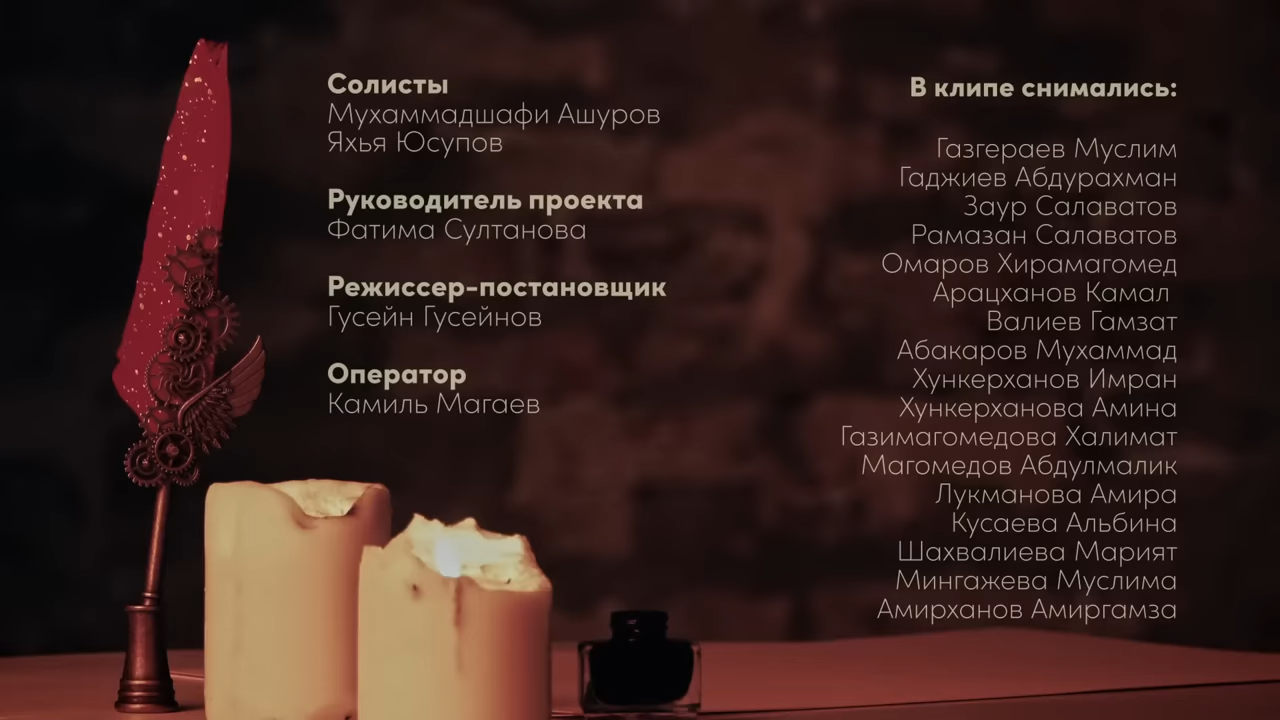 Солисты
Мухаммадшафи Ашуров
Яхья Юсупов
Руководитель проекта
Фатима Султанова
Режиссер-постановщик
Гусейн Гусейнов
Оператор
Камиль Магаев
В клипе снимались:
Газгераев Муслим
Гаджиев Абдурахман
Заур Салаватов
Рамазан Салаватов
Омаров Хирамагомед
Арацханов Камал
Валиев Гамзат
Абакаров Мухаммад
Хункерханов Имран
Хункерханова Амина
Газимагомедова Халимат
Магомедов Абдулмалик
Лукманова Амира
Кусаева Альбина
Шахвалиева Марият
Мингажева Муслима
Амирханов Амиргамза